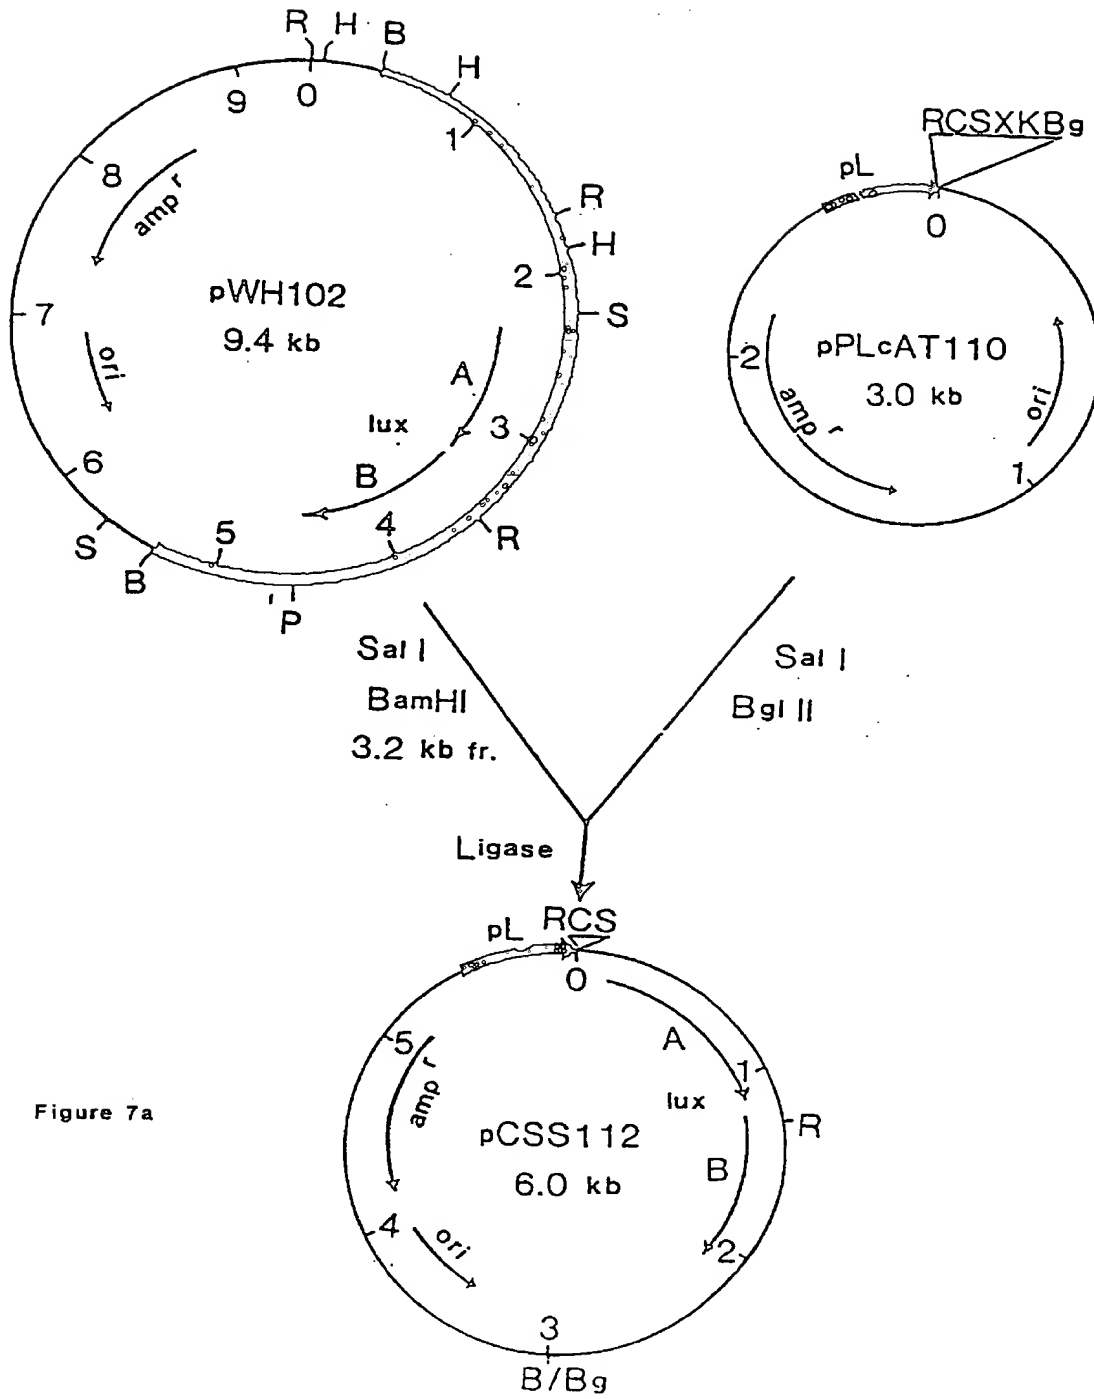 R H B
H
9 0
1
8
amp r
R
H
2
S
7
pWH102
9.4 kb
ori
A
lux
3
B
6
4
R
5
S
B
P
RCSXKBg
pL
0
pPLcAT110
3.0 kb
2
amp r
ori
1
Sal I
BamHI
3.2 kb fr.
Sal I
Bgl II
Ligase
pL RCS
0
5
A
1
amp r
lux
R
pCSS112
6.0 kb
B
4
ori
2
3
B/Bg
Figure 7a